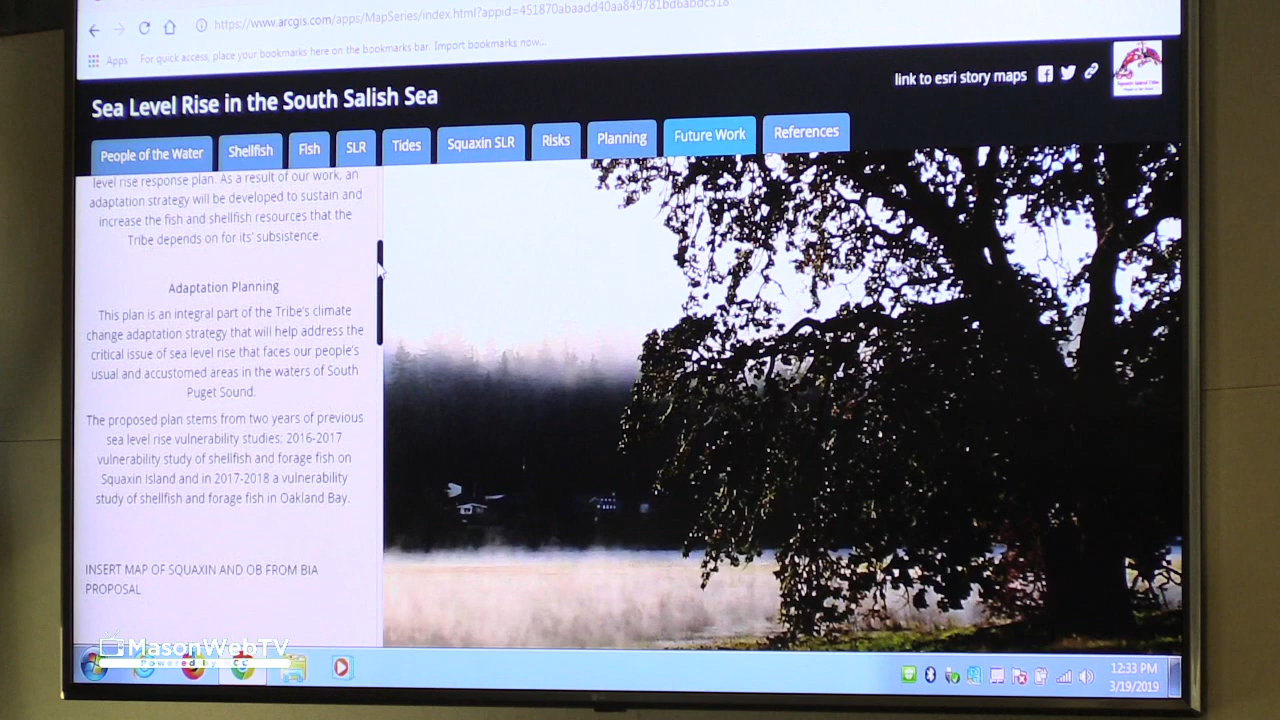 https://www.arcgis.com/apps/MapSeries/index.html?appid=451870abaadd40aa849781bd6abdc518
Apps For quick access, place your bookmarks here on the bookmarks bar. Import bookmarks now...
Sea Level Rise in the South Salish Sea
link to esri story maps
People of the Water Shellfish Fish SLR Tides Squaxin SLR Risks Planning Future Work References
level rise response plan. As a result of our work, an
adaptation strategy will be developed to sustain and
increase the fish and shellfish resources that the
Tribe depends on for its' subsistence.
Adaptation Planning
This plan is an integral part of the Tribe's climate
change adaptation strategy that will help address the
critical issue of sea level rise that faces our people's
usual and accustomed areas in the waters of South
Puget Sound.
The proposed plan stems from two years of previous
sea level rise vulnerability studies; 2016-2017
vulnerability study of shellfish and forage fish on
Squaxin Island and in 2017-2018 a vulnerability
study of shellfish and forage fish in Oakland Bay.
INSERT MAP OF SQUAXIN AND OB FROM BIA
PROPOSAL
MasonWebTV
Powered by
12:33 PM
3/19/2019